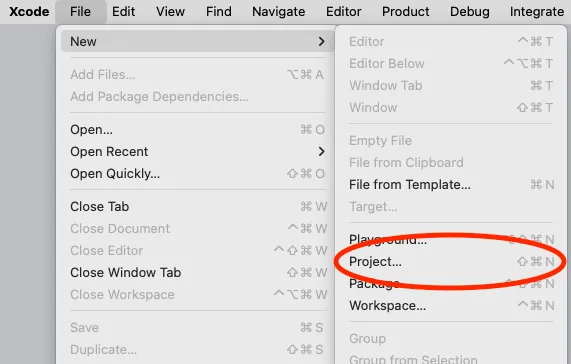 Xcode File Edit View Find Navigate Editor Product Debug Integrate
New >
Add Files... ⌥⌘A
Add Package Dependencies...
Open... ⌘O
Open Recent >
Open Quickly... ⇧⌘O
Close Tab ⌘W
Close Document ⌃⌘W
Close Editor ⌃⇧⌘W
Close Window Tab ⇧⌘W
Close Workspace ⌃⌥⌘W
Save ⌘S
Duplicate... ⇧⌘S
Editor ⌃⌘T
Editor Below ⌃⌥⌘T
Window Tab ⌘T
Window ⇧⌘T
Empty File
File from Clipboard
File from Template... ⌘N
Target...
Playground... ⌥⇧⌘N
Project... ⇧⌘N
Package... ⌃⇧⌘N
Workspace... ⌃⌘N
Group
Group from Selection